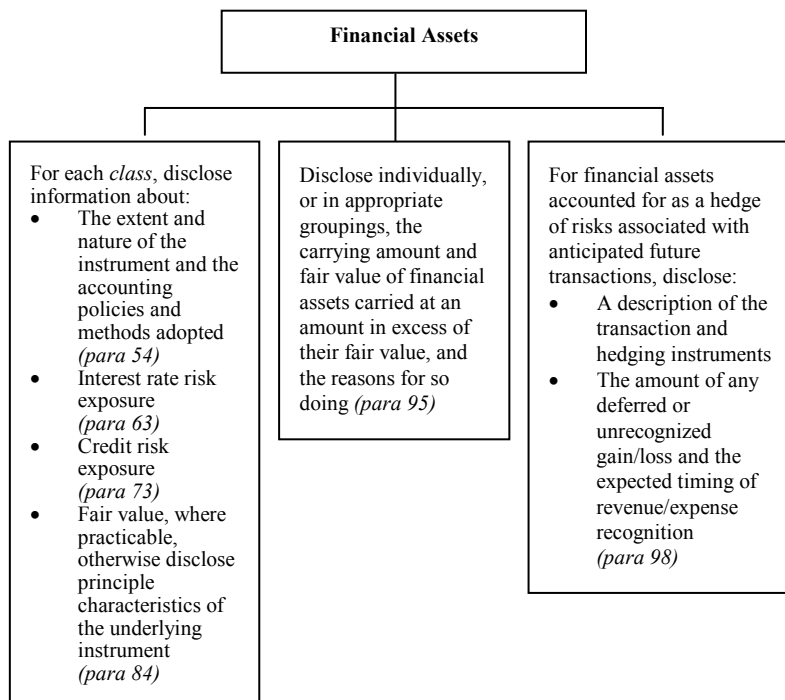 Financial Assets
For each class, disclose
information about:
• The extent and
nature of the
instrument and the
accounting
policies and
methods adopted
(para 54)
• Interest rate risk
exposure
(para 63)
• Credit risk
exposure
(para 73)
• Fair value, where
practicable,
otherwise disclose
principle
characteristics of
the underlying
instrument
(para 84)
Disclose individually,
or in appropriate
groupings, the
carrying amount and
fair value of financial
assets carried at an
amount in excess of
their fair value, and
the reasons for so
doing (para 95)
For financial assets
accounted for as a hedge
of risks associated with
anticipated future
transactions, disclose:
• A description of the
transaction and
hedging instruments
• The amount of any
deferred or
unrecognized
gain/loss and the
expected timing of
revenue/expense
recognition
(para 98)